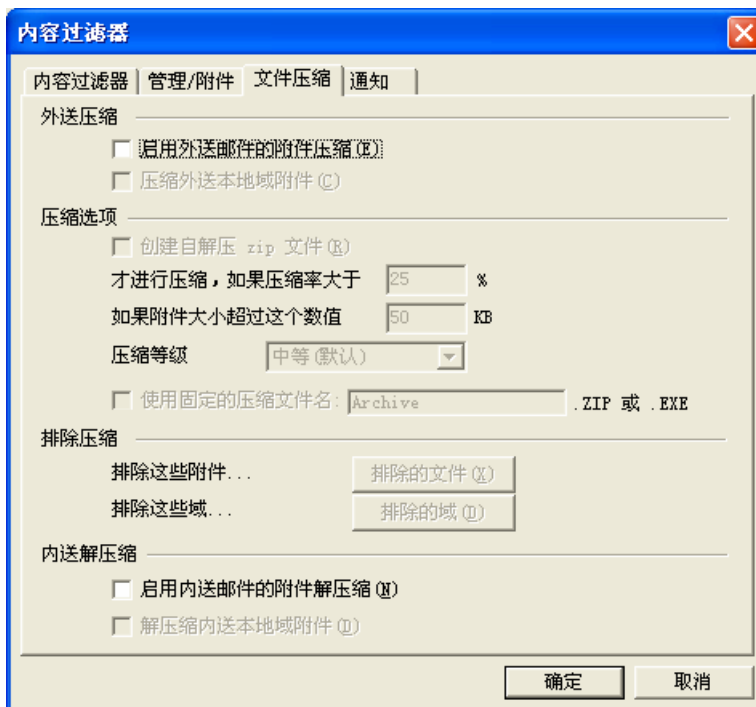 内容过滤器
内容过滤器 管理/附件 文件压缩 通知
外送压缩
启用外送邮件的附件压缩(E)
压缩外送本地域附件(C)
压缩选项
创建自解压 zip 文件(R)
才进行压缩，如果压缩率大于 25 %
如果附件大小超过这个数值 50 KB
压缩等级 中等(默认)
使用固定的压缩文件名: Archive .ZIP 或 .EXE
排除压缩
排除这些附件... 排除的文件(X)
排除这些域... 排除的域(D)
内送解压缩
启用内送邮件的附件解压缩(N)
解压缩内送本地域附件(D)
确定 取消